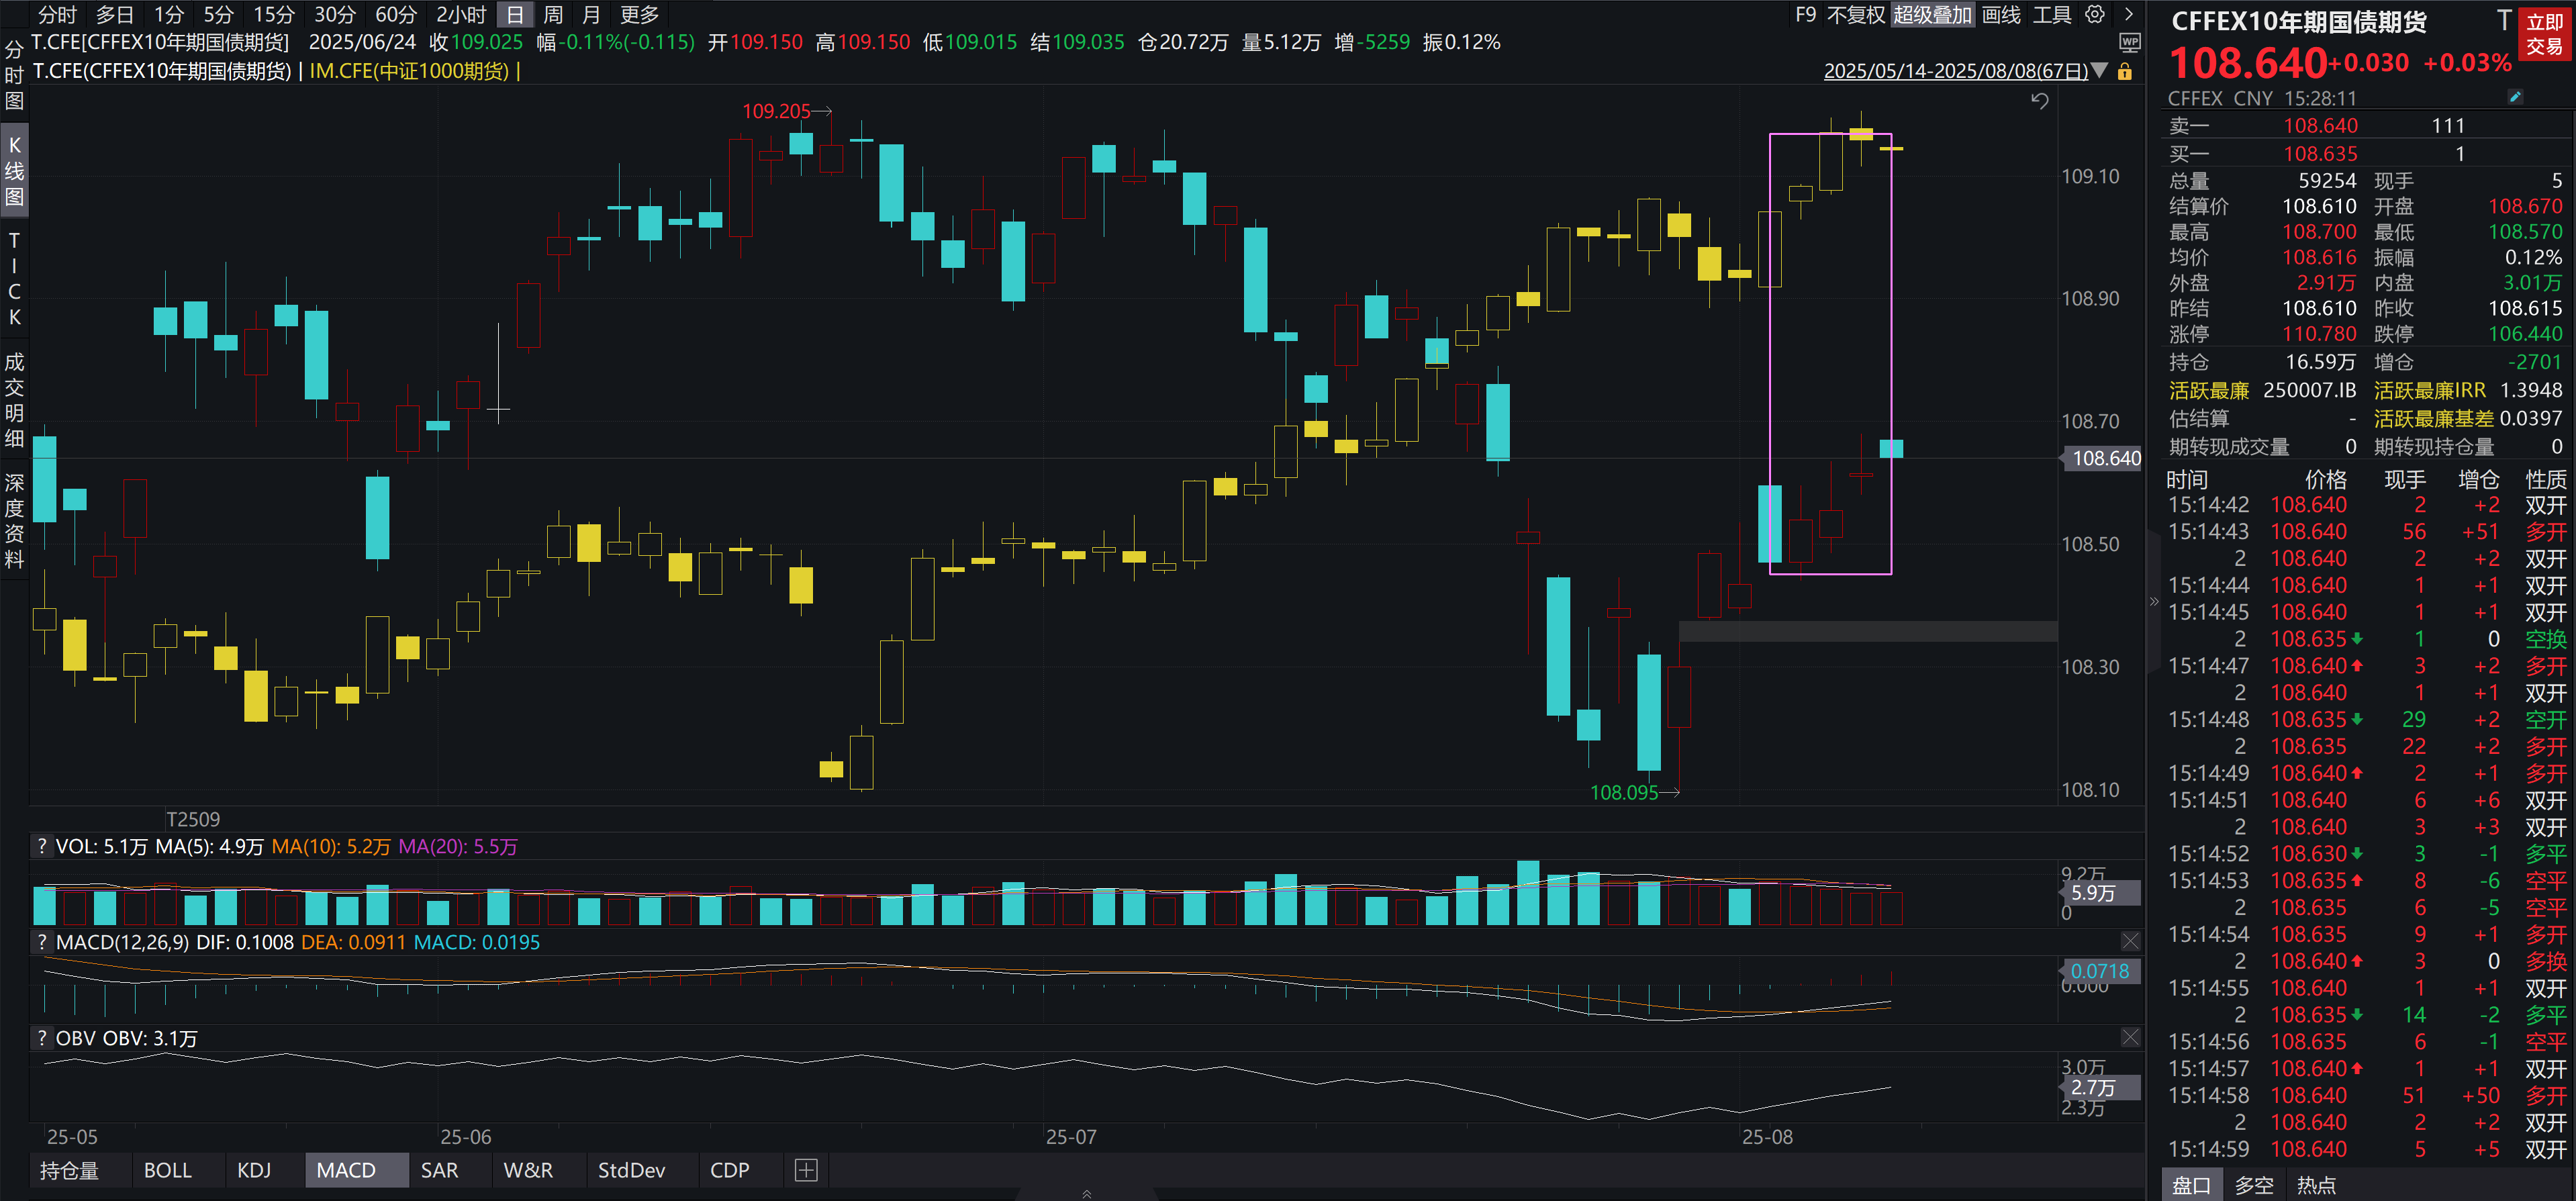 分时 多日 1分 5分 15分 30分 60分 2小时 日 周 月 更多 F9 不复权 超级叠加 画线 工具
T.CFE[CFFEX10年期国债期货] 2025/06/24 收109.025 幅-0.11%(-0.115) 开109.150 高109.150 低109.015 结109.035 仓20.72万 量5.12万 增-5259 振0.12%
WP
T.CFE(CFFEX10年期国债期货) | IM.CFE(中证1000期货) |
2025/05/14-2025/08/08(67日)
分时图
K线图
TICK
成交明细
深度资料
109.205
108.095
109.10
108.90
108.70
108.640
108.50
108.30
108.10
T2509
? VOL: 5.1万 MA(5): 4.9万 MA(10): 5.2万 MA(20): 5.5万
9.2万
5.9万
0
? MACD(12,26,9) DIF: 0.1008 DEA: 0.0911 MACD: 0.0195
0.0718
0.000
? OBV OBV: 3.1万
3.0万
2.7万
2.3万
25-05 25-06 25-07 25-08
持仓量 BOLL KDJ MACD SAR W&R StdDev CDP
CFFEX10年期国债期货 T
立即交易
108.640 +0.030 +0.03%
CFFEX CNY 15:28:11
卖一 108.640 111
买一 108.635 1
总量 59254 现手 5
结算价 108.610 开盘 108.670
最高 108.700 最低 108.570
均价 108.616 振幅 0.12%
外盘 2.91万 内盘 3.01万
昨结 108.610 昨收 108.615
涨停 110.780 跌停 106.440
持仓 16.59万 增仓 -2701
活跃最廉 250007.IB 活跃最廉IRR 1.3948
估结算 - 活跃最廉基差 0.0397
期转现成交量 0 期转现持仓量 0
时间 价格 现手 增仓 性质
15:14:42 108.640 2 +2 双开
15:14:43 108.640 56 +51 多开
2 108.640 2 +2 双开
15:14:44 108.640 1 +1 双开
15:14:45 108.640 1 +1 双开
2 108.635 1 0 空换
15:14:47 108.640 3 +2 多开
2 108.640 1 +1 双开
15:14:48 108.635 29 +2 空开
2 108.635 22 +2 多开
15:14:49 108.640 2 +1 多开
15:14:51 108.640 6 +6 双开
2 108.640 3 +3 双开
15:14:52 108.630 3 -1 多平
15:14:53 108.635 8 -6 空平
2 108.635 6 -5 空平
15:14:54 108.635 9 +1 多开
2 108.640 3 0 多换
15:14:55 108.640 1 +1 双开
2 108.635 14 -2 多平
15:14:56 108.635 6 -1 空平
15:14:57 108.640 1 +1 双开
15:14:58 108.640 51 +50 多开
2 108.640 2 +2 双开
15:14:59 108.640 5 +5 双开
盘口 多空 热点